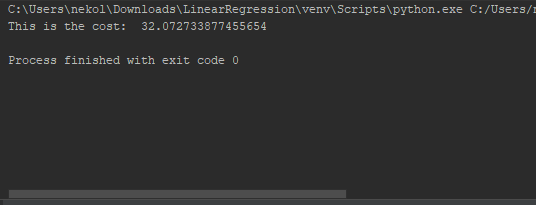 C:\Users\nekol\Downloads\LinearRegression\venv\Scripts\python.exe C:/Users/
This is the cost:  32.072733877455654
Process finished with exit code 0